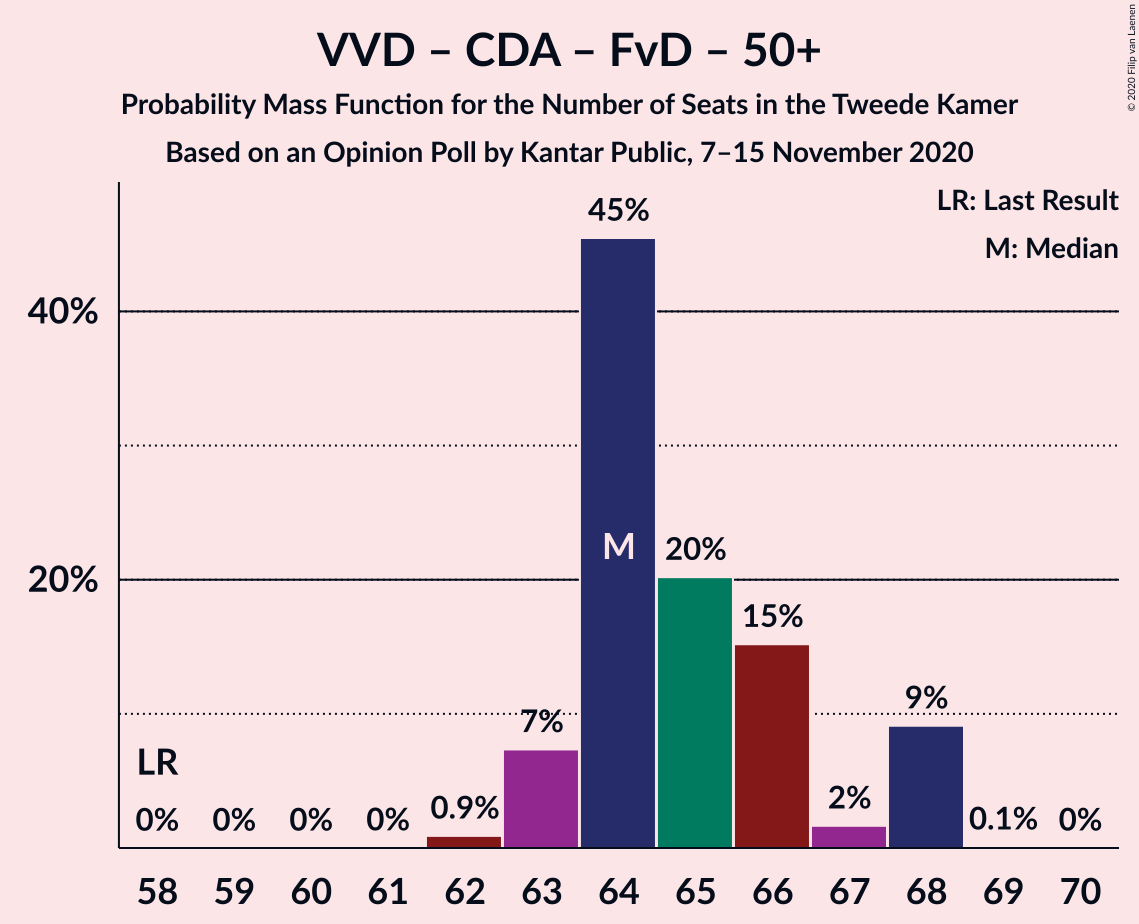 VVD – CDA – FvD – 50+
Probability Mass Function for the Number of Seats in the Tweede Kamer
Based on an Opinion Poll by Kantar Public, 7–15 November 2020
© 2020 Filip van Laenen
LR: Last Result
M: Median
45%
40%
M
20%
20%
15%
9%
7%
LR
2%
0% 0% 0% 0% 0.9% 0.1% 0%
58 59 60 61 62 63 64 65 66 67 68 69 70